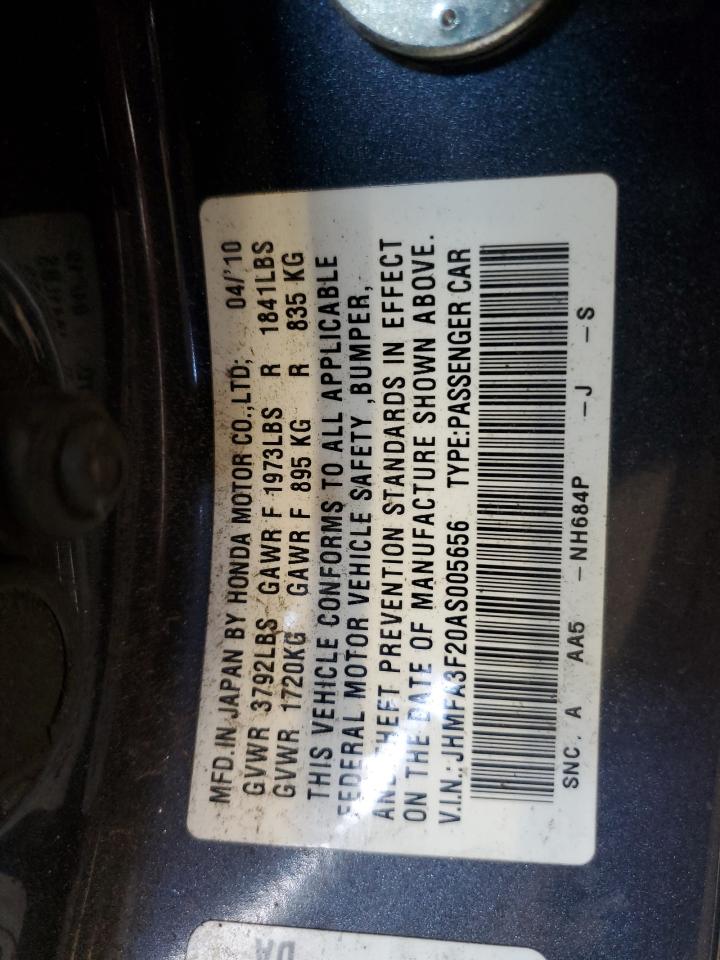 MFD.IN JAPAN BY HONDA MOTOR CO.,LTD; 04/'10
GVWR 3792LBS GAWR F 1973LBS R 1841LBS
GVWR 1720KG GAWR F 895 KG R 835 KG
THIS VEHICLE CONFORMS TO ALL APPLICABLE
FEDERAL MOTOR VEHICLE SAFETY ,BUMPER,
AND THEFT PREVENTION STANDARDS IN EFFECT
ON THE DATE OF MANUFACTURE SHOWN ABOVE.
V.I.N.:JHMFA3F20AS005656 TYPE:PASSENGER CAR
SNC. A AA5 -NH684P -J -S